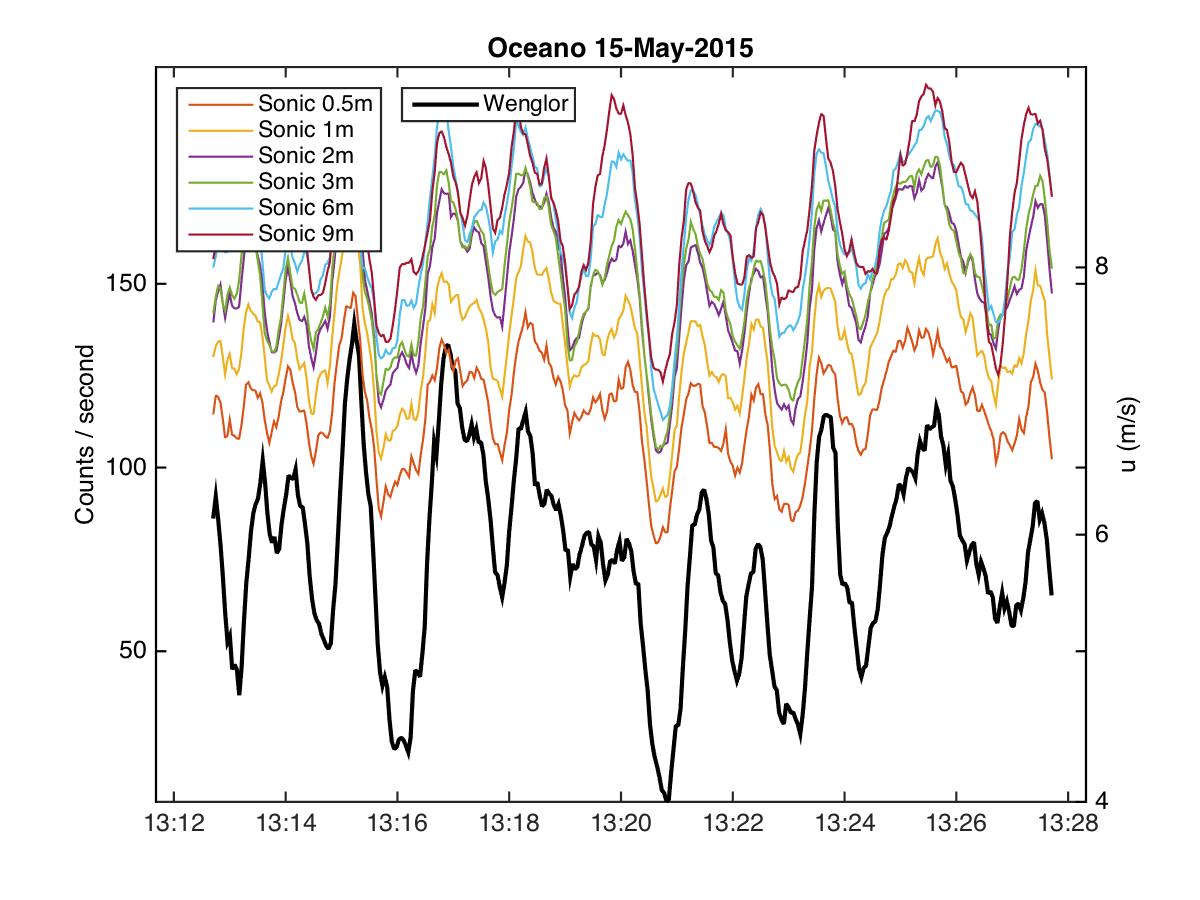 Oceano 15-May-2015
Sonic 0.5m
Sonic 1m
Sonic 2m
Sonic 3m
Sonic 6m
Sonic 9m
Wenglor
150
100
50
Counts / second
8
6
4
u (m/s)
13:12 13:14 13:16 13:18 13:20 13:22 13:24 13:26 13:28